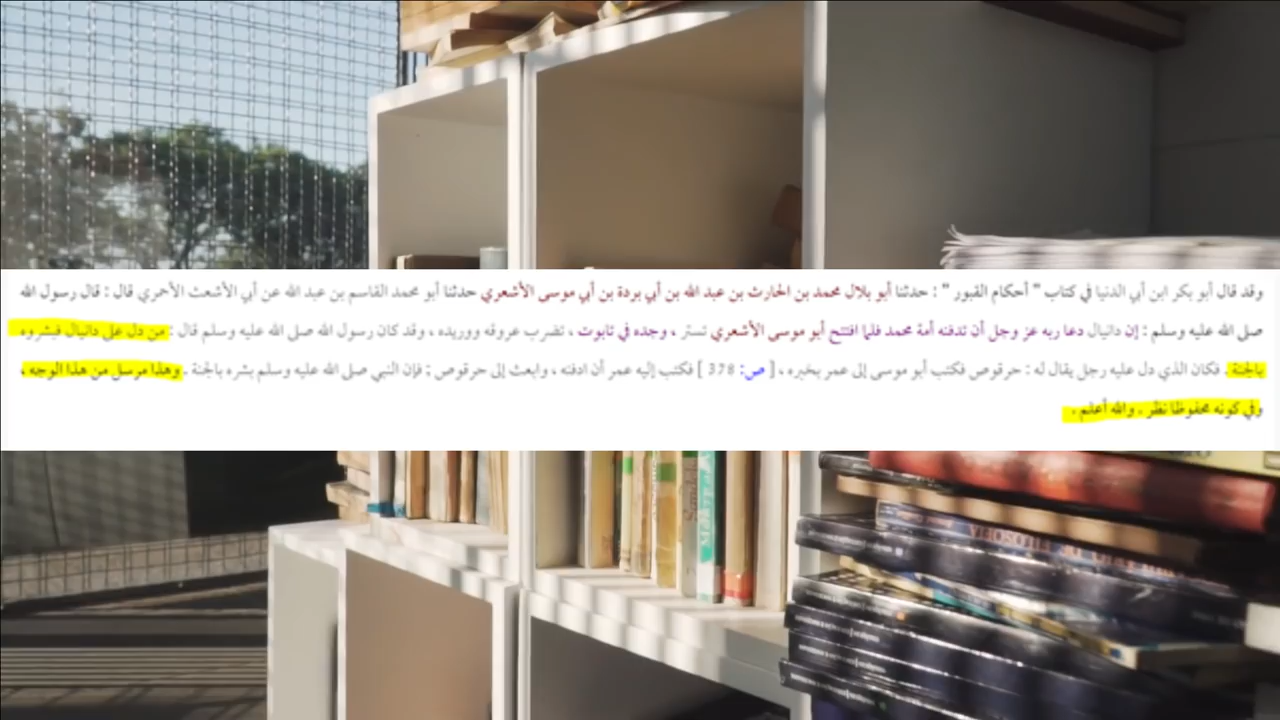 وقد قال أبو بكر ابن أبي الدنيا في كتاب " أحكام القبور " : حدثنا أبو بلال محمد بن الحارث بن عبد الله بن أبي بردة بن أبي موسى الأشعري حدثنا أبو محمد القاسم بن عبد الله عن أبي الأشعث الأحمري قال : قال رسول الله
صلى الله عليه وسلم : إن دانيال دعا ربه عز وجل أن تدفنه أمة محمد فلما افتتح أبو موسى الأشعري تستر ، وجده في تابوت ، تضرب عروقه ووريده ، وقد كان رسول الله صلى الله عليه وسلم قال : من دل على دانيال فبشروه
بالجنة . فكان الذي دل عليه رجل يقال له : حرقوص فكتب أبو موسى إلى عمر بخبره ، [ ص: 378 ] فكتب إليه عمر أن ادفنه ، وابعث إلى حرقوص ; فإن النبي صلى الله عليه وسلم بشره بالجنة . وهذا مرسل من هذا الوجه ،
وفي كونه محفوظا نظر . والله أعلم .